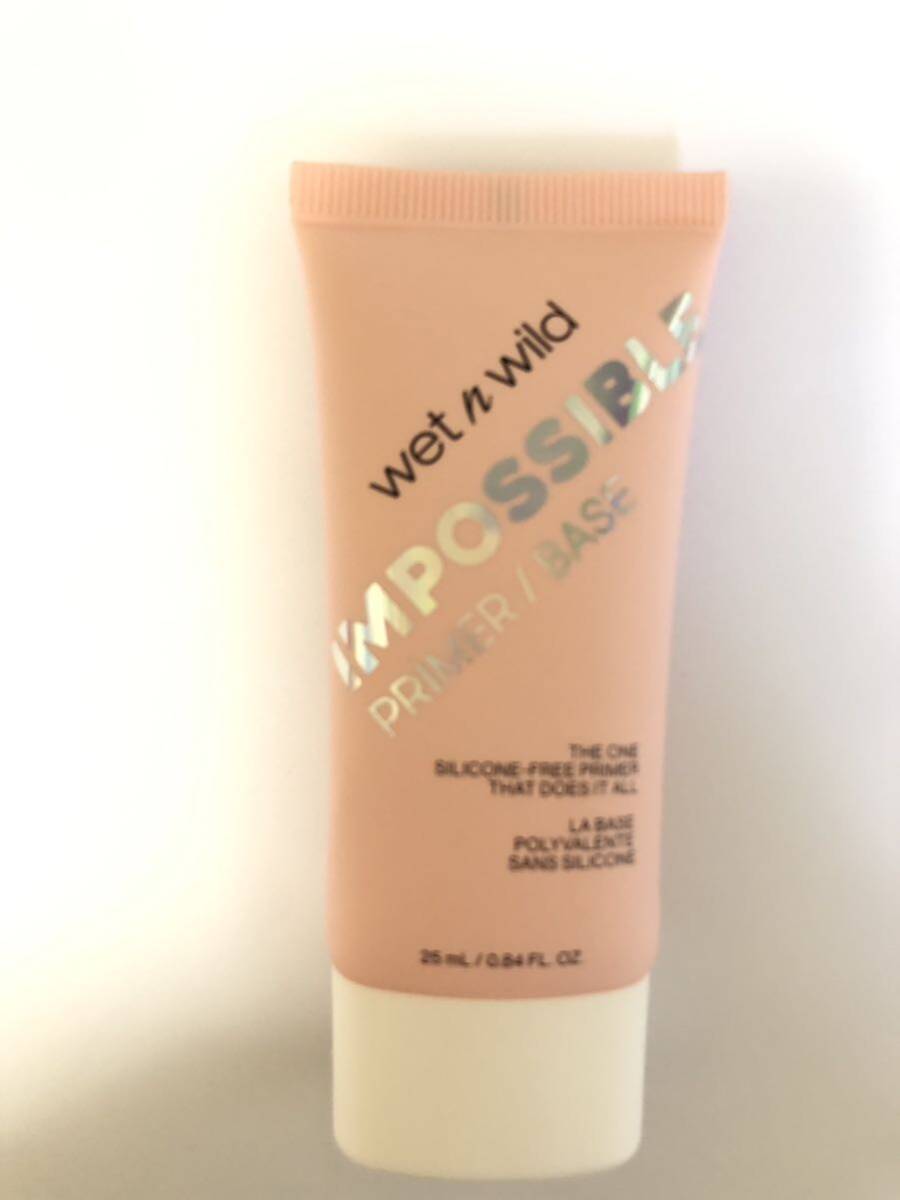 wet n wild
IMPOSSIBLE
PRIMER / BASE
THE ONE
SILICONE-FREE PRIMER
THAT DOES IT ALL
LA BASE
POLYVALENTE
SANS SILICONE
25 mL / 0.84 FL. OZ.